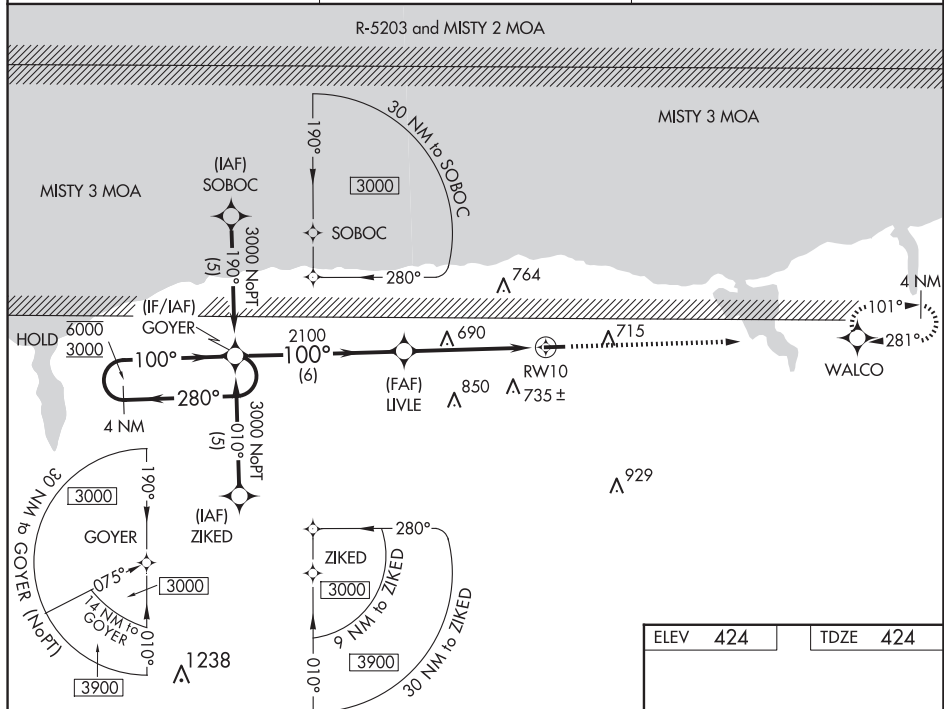 R-5203 and MISTY 2 MOA
MISTY 3 MOA
MISTY 3 MOA
30 NM to SOBOC
190°
3000
SOBOC
280°
(IAF)
SOBOC
3000 NoPT
190°
(5)
764
4 NM
101°
281°
WALCO
HOLD
6000
3000
(IF/IAF)
GOYER
100°
280°
4 NM
2100
100°
(6)
690
715
(FAF)
LIVLE
RW10
850
735 ±
3000 NoPT
010°
(5)
(IAF)
ZIKED
929
30 NM to GOYER (NoPT)
3000
190°
GOYER
075°
3000
14 NM to
GOYER
010°
3900
1238
280°
ZIKED
3000
9 NM to ZIKED
3900
010°
30 NM to ZIKED
ELEV 424
TDZE 424